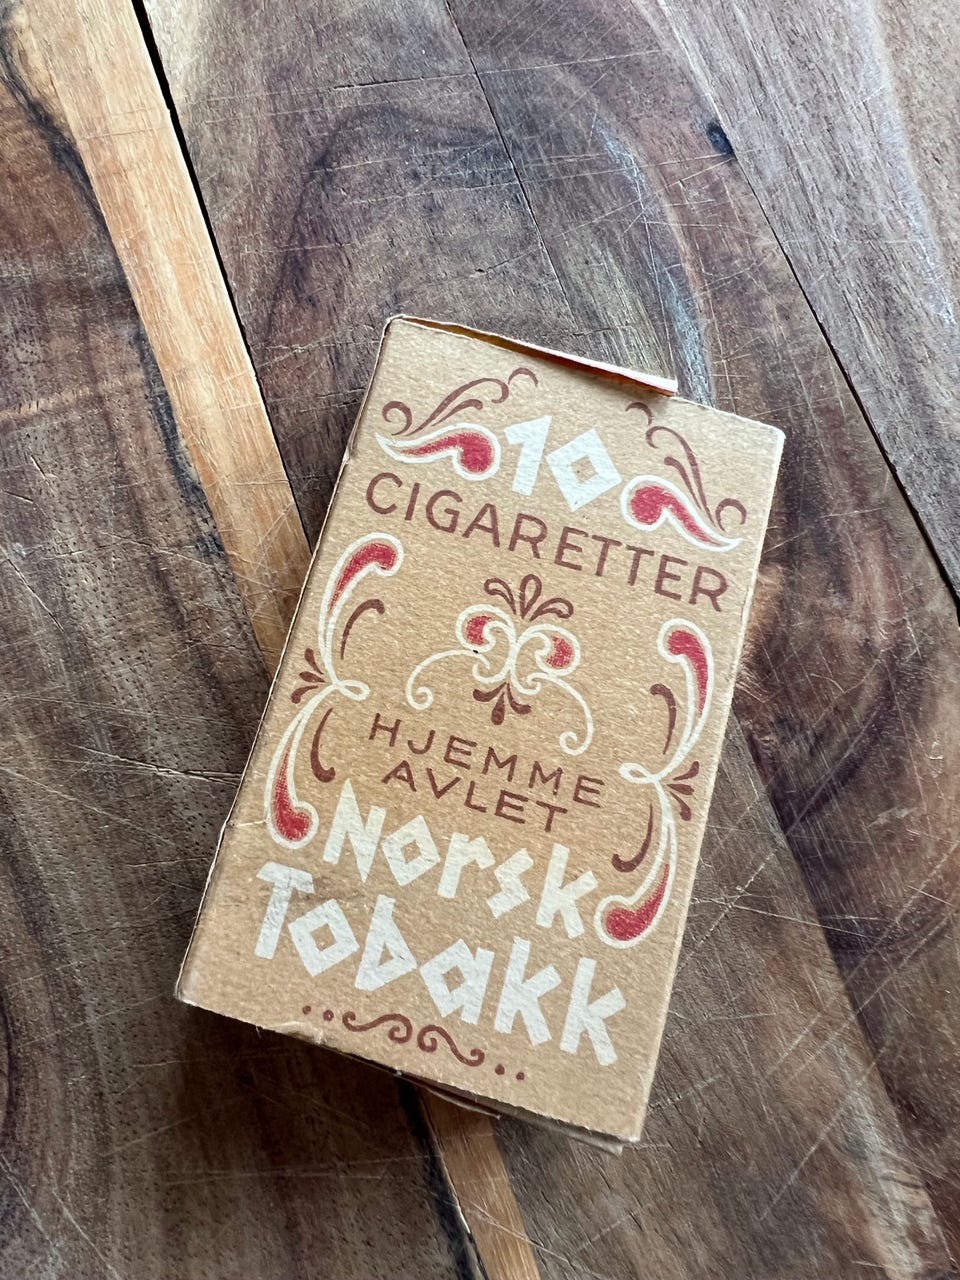 10
CIGARETTER
HJEMME
AVLET
Norsk
Tobakk